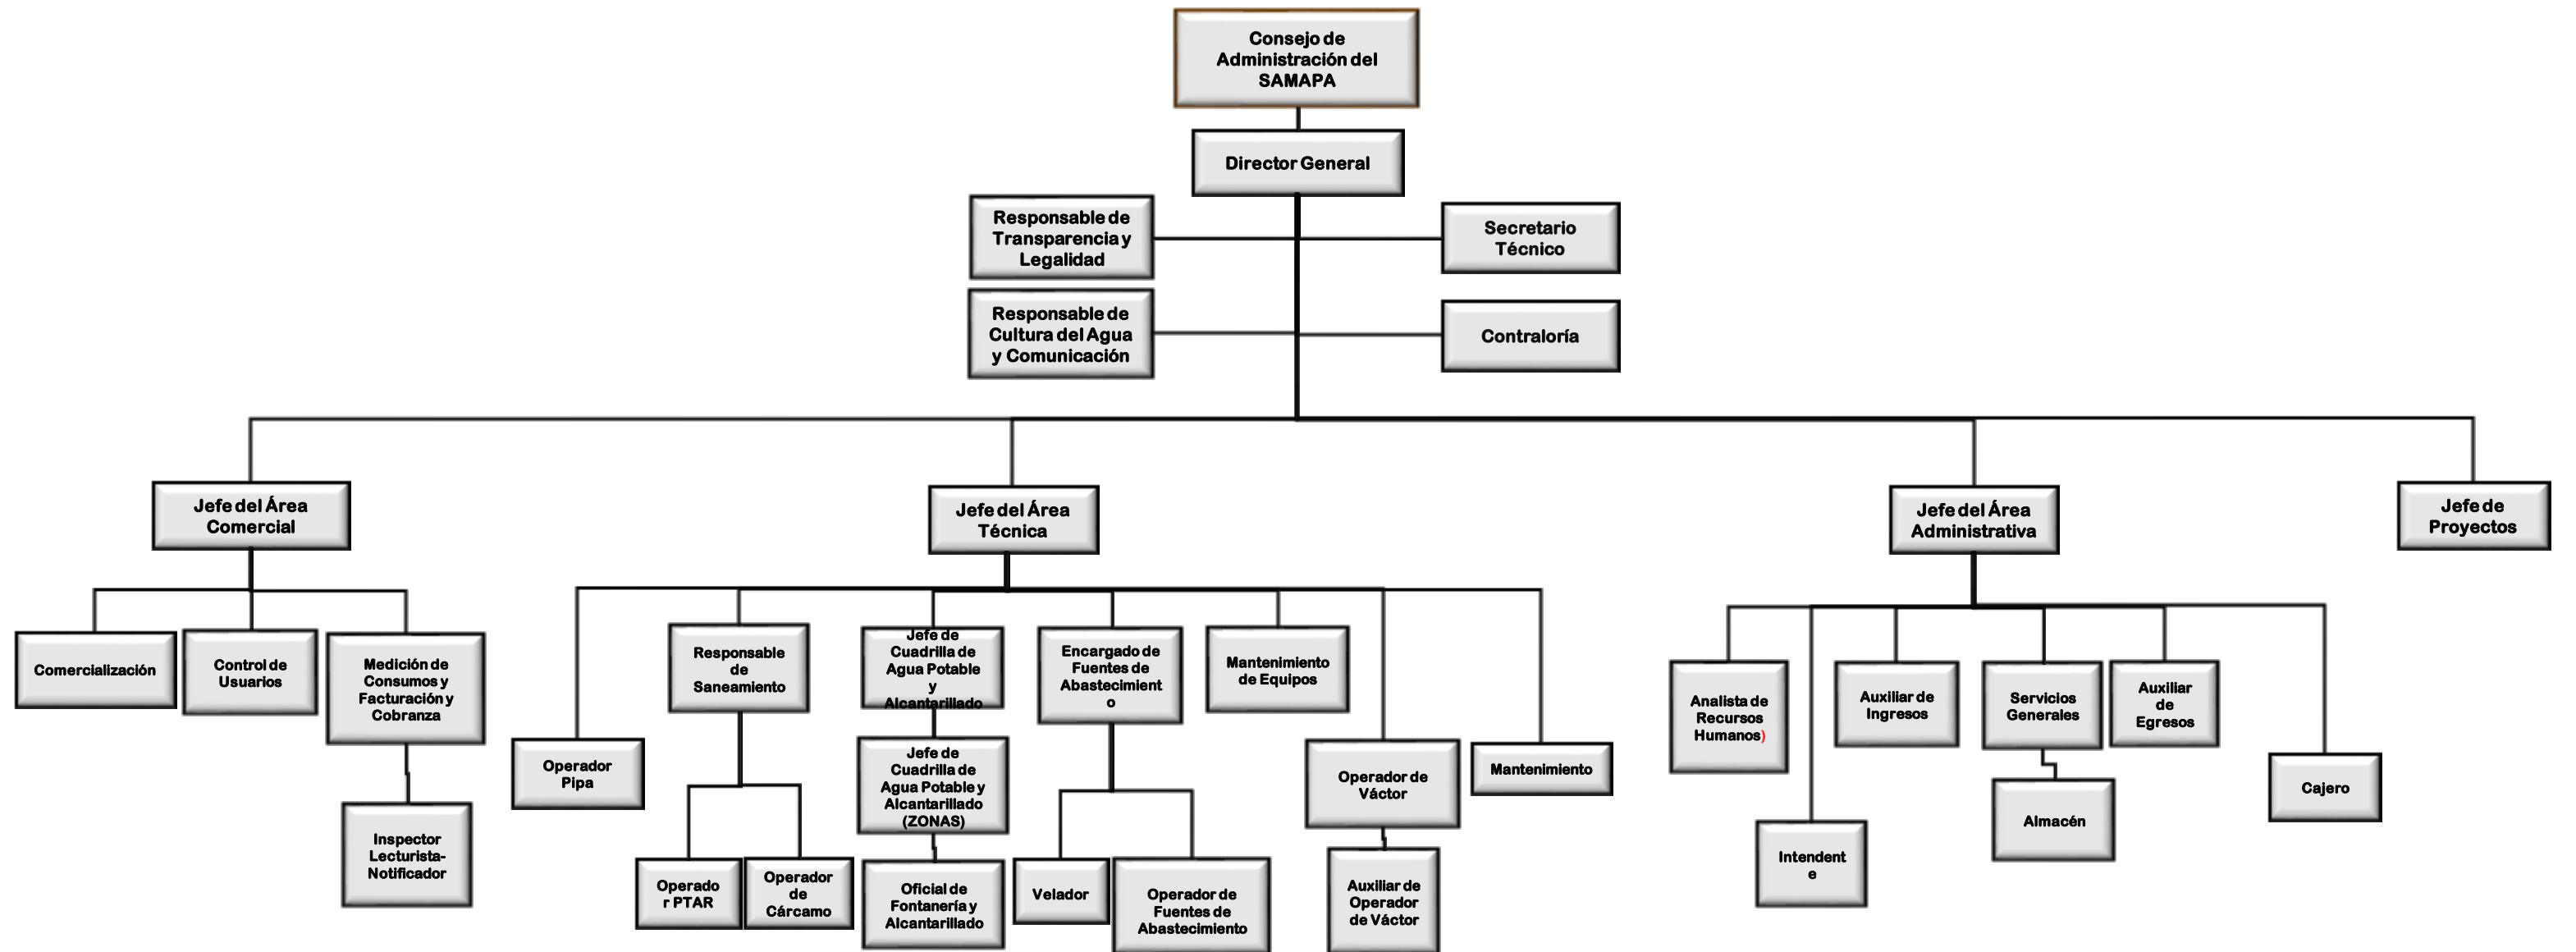 Consejo de
Administración del
SAMAPA
Director General
Responsable de
Transparencia y
Legalidad
Secretario
Técnico
Responsable de
Cultura del Agua
y Comunicación
Contraloría
Jefe del Área
Comercial
Jefe del Área
Técnica
Jefe del Área
Administrativa
Jefe de
Proyectos
Comercialización
Control de
Usuarios
Medición de
Consumos y
Facturación y
Cobranza
Inspector
Lecturista-
Notificador
Operador
Pipa
Responsable
de
Saneamiento
Operado
r PTAR
Operador
de
Cárcamo
Jefe de
Cuadrilla de
Agua Potable
y
Alcantarillado
Jefe de
Cuadrilla de
Agua Potable y
Alcantarillado
(ZONAS)
Oficial de
Fontanería y
Alcantarillado
Encargado de
Fuentes de
Abastecimient
o
Velador
Operador de
Fuentes de
Abastecimiento
Mantenimiento
de Equipos
Operador de
Váctor
Auxiliar de
Operador
de Váctor
Mantenimiento
Analista de
Recursos
Humanos)
Intendent
e
Auxiliar de
Ingresos
Servicios
Generales
Almacén
Auxiliar
de
Egresos
Cajero